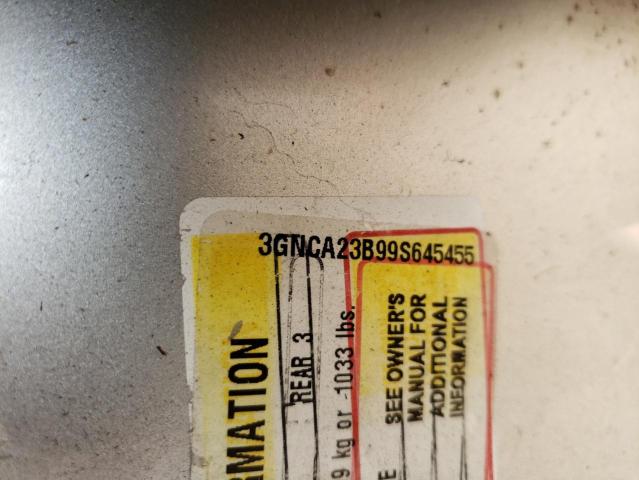 3GNCA23B99S645455
RMATION
REAR 3
9 kg or 1033 lbs.
SEE OWNER'S
MANUAL FOR
ADDITIONAL
INFORMATION